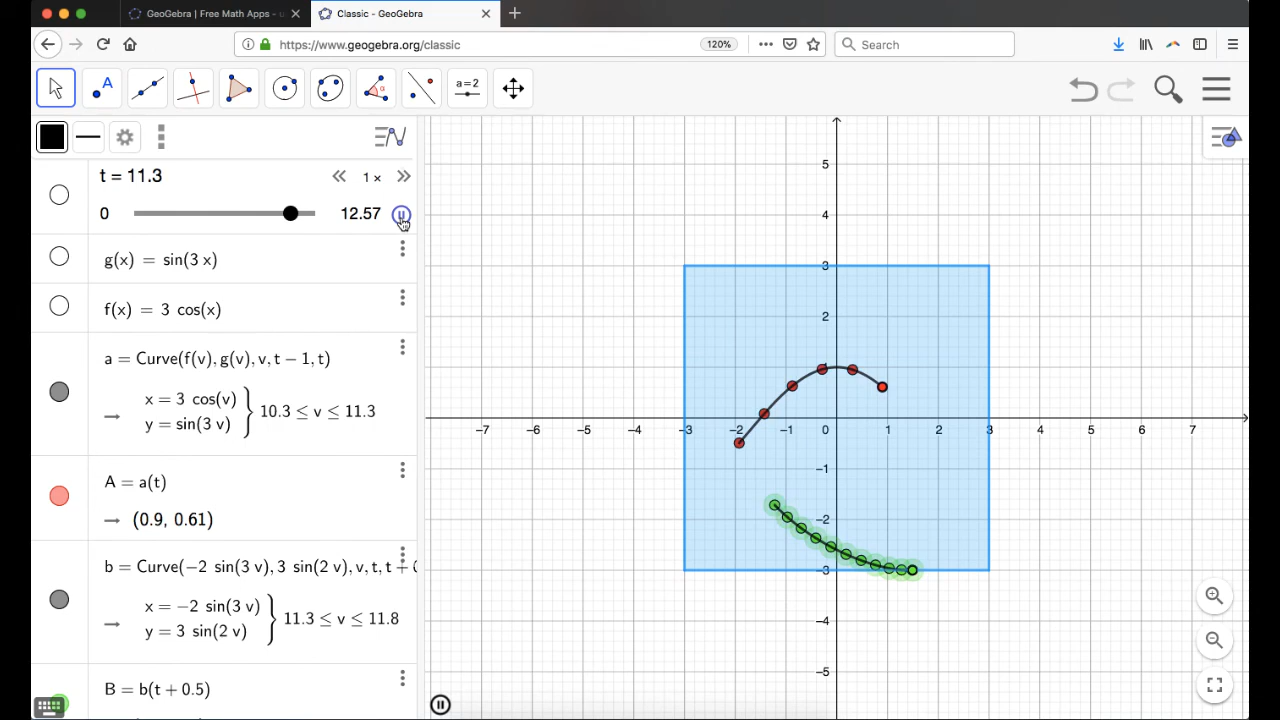 GeoGebra | Free Math Apps - u
Classic - GeoGebra
https://www.geogebra.org/classic
120%
Search
A
α
a=2
t = 11.3
1 ×
0
12.57
g(x) = sin(3 x)
f(x) = 3 cos(x)
a = Curve(f(v), g(v), v, t − 1, t)
→ x = 3 cos(v)
y = sin(3 v) } 10.3 ≤ v ≤ 11.3
A = a(t)
→ (0.9, 0.61)
b = Curve(−2 sin(3 v), 3 sin(2 v), v, t, t +
→ x = −2 sin(3 v)
y = 3 sin(2 v) } 11.3 ≤ v ≤ 11.8
B = b(t + 0.5)
5
4
3
2
1
−7 −6 −5 −4 −3 −2 −1 0 1 2 3 4 5 6 7
−1
−2
−3
−4
−5